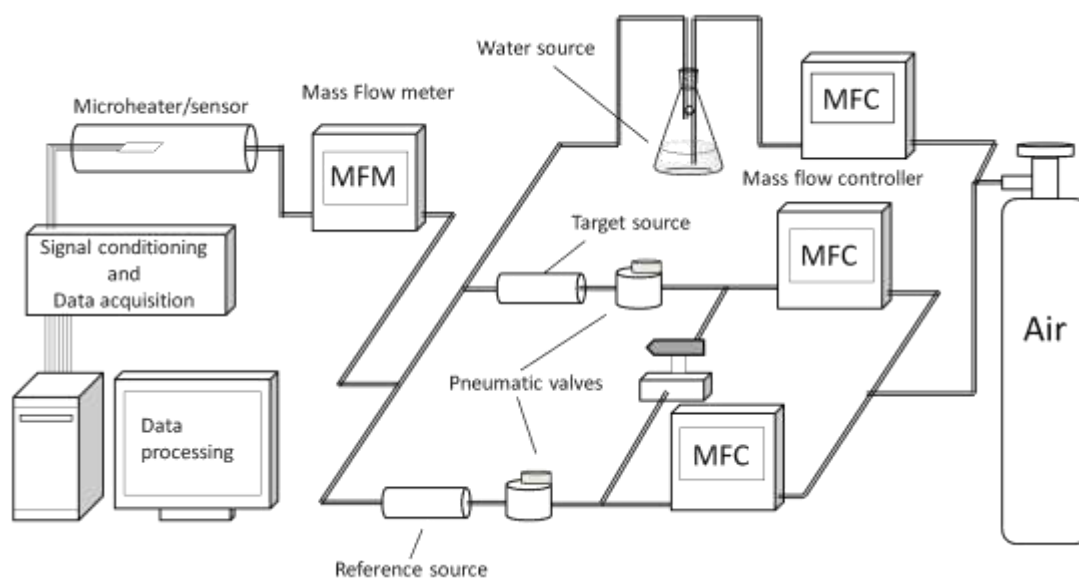 Water source
MFC
Mass Flow meter
Microheater/sensor
MFM
Mass flow controller
Target source
Signal conditioning
and
Data acquisition
MFC
Air
Pneumatic valves
Data
processing
MFC
Reference source